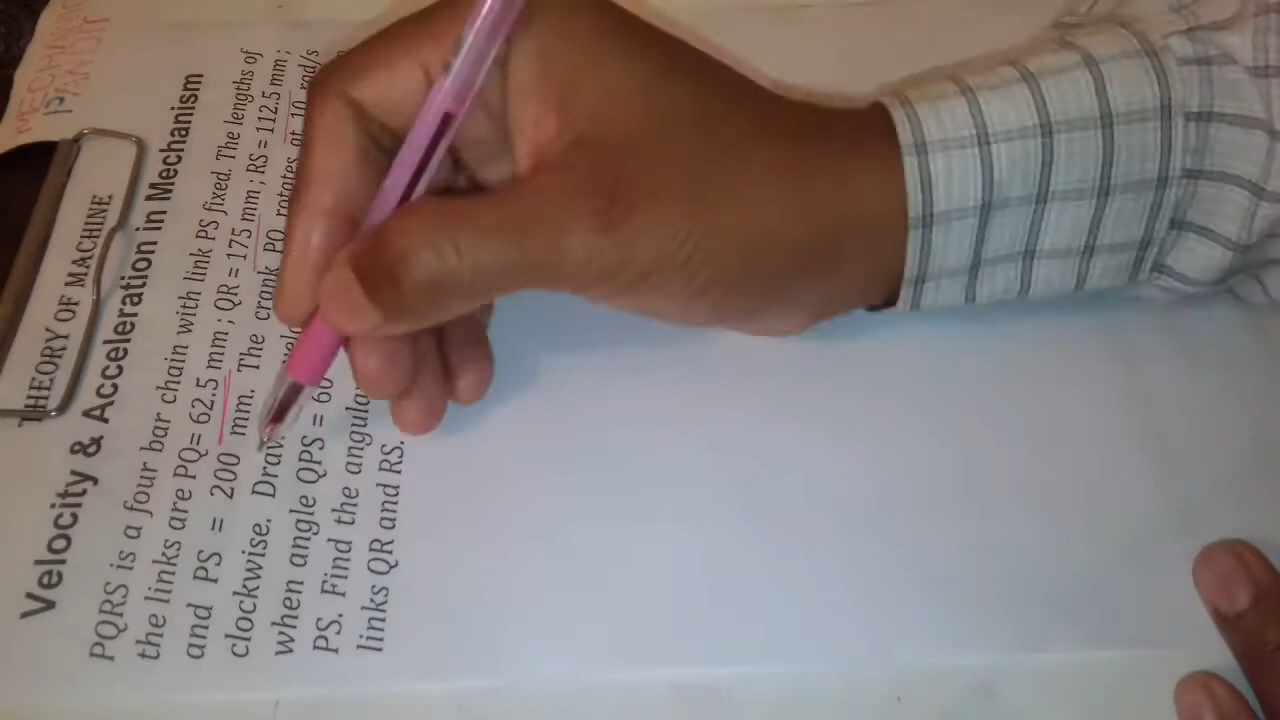 MECHANIC
PANDIT
THEORY OF MACHINE
Velocity & Acceleration in Mechanism
PQRS is a four bar chain with link PS fixed. The lengths of
the links are PQ= 62.5 mm ; QR = 175 mm ; RS = 112.5 mm ;
and PS = 200 mm. The crank PQ rotates at 10 rad/s
clockwise. Draw
when angle QPS = 60
PS. Find the angular
links QR and RS.